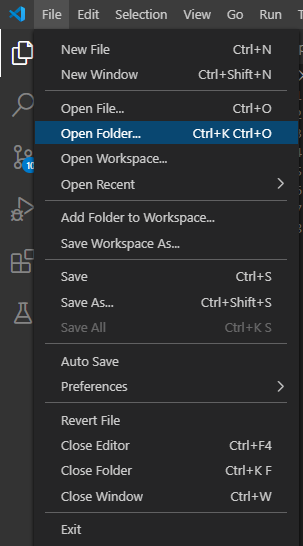 File Edit Selection View Go Run T
New File Ctrl+N
New Window Ctrl+Shift+N
Open File... Ctrl+O
Open Folder... Ctrl+K Ctrl+O
Open Workspace...
Open Recent
Add Folder to Workspace...
Save Workspace As...
Save Ctrl+S
Save As... Ctrl+Shift+S
Save All Ctrl+K S
Auto Save
Preferences
Revert File
Close Editor Ctrl+F4
Close Folder Ctrl+K F
Close Window Ctrl+W
Exit
10